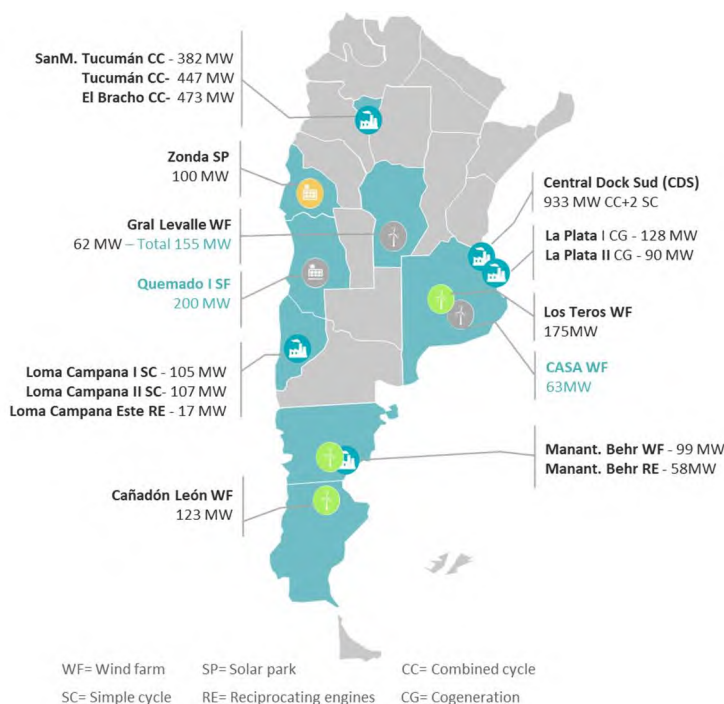 SanM. Tucumán CC - 382 MW
Tucumán CC- 447 MW
El Bracho CC- 473 MW
Zonda SP
100 MW
Gral Levalle WF
62 MW – Total 155 MW
Quemado I SF
200 MW
Loma Campana I SC - 105 MW
Loma Campana II SC- 107 MW
Loma Campana Este RE - 17 MW
Cañadón León WF
123 MW
Central Dock Sud (CDS)
933 MW CC+2 SC
La Plata I CG - 128 MW
La Plata II CG - 90 MW
Los Teros WF
175MW
CASA WF
63MW
Manant. Behr WF - 99 MW
Manant. Behr RE - 58MW
WF= Wind farm SP= Solar park CC= Combined cycle
SC= Simple cycle RE= Reciprocating engines CG= Cogeneration